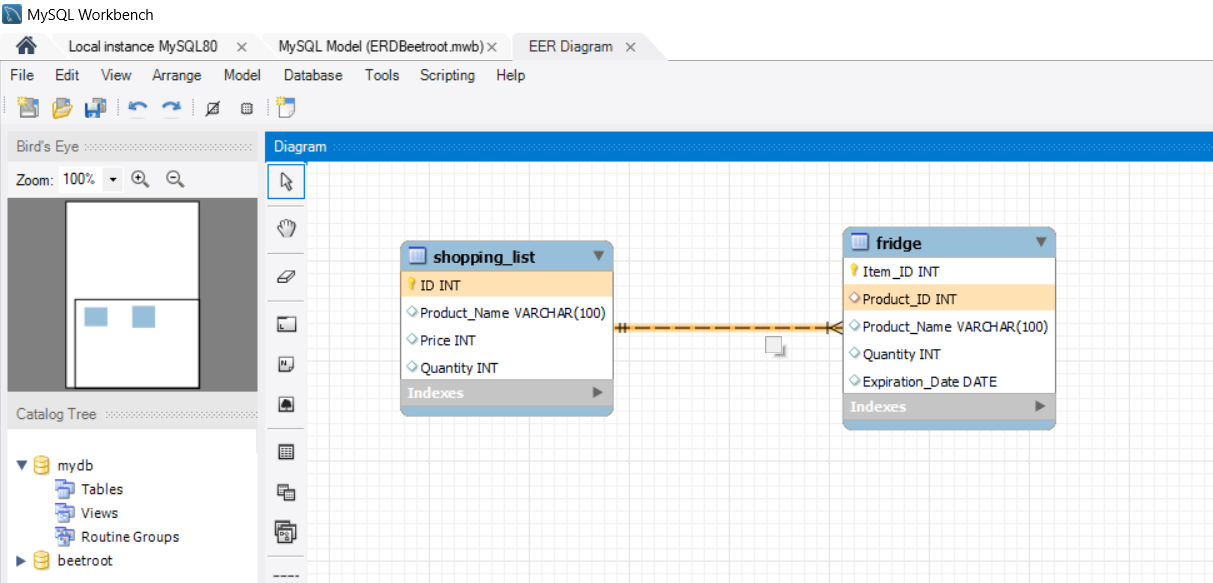 MySQL Workbench
Local instance MySQL80 MySQL Model (ERDBeetroot.mwb) EER Diagram
File Edit View Arrange Model Database Tools Scripting Help
Bird's Eye
Zoom: 100%
Diagram
shopping_list
ID INT
Product_Name VARCHAR(100)
Price INT
Quantity INT
Indexes
fridge
Item_ID INT
Product_ID INT
Product_Name VARCHAR(100)
Quantity INT
Expiration_Date DATE
Indexes
Catalog Tree
mydb
Tables
Views
Routine Groups
beetroot